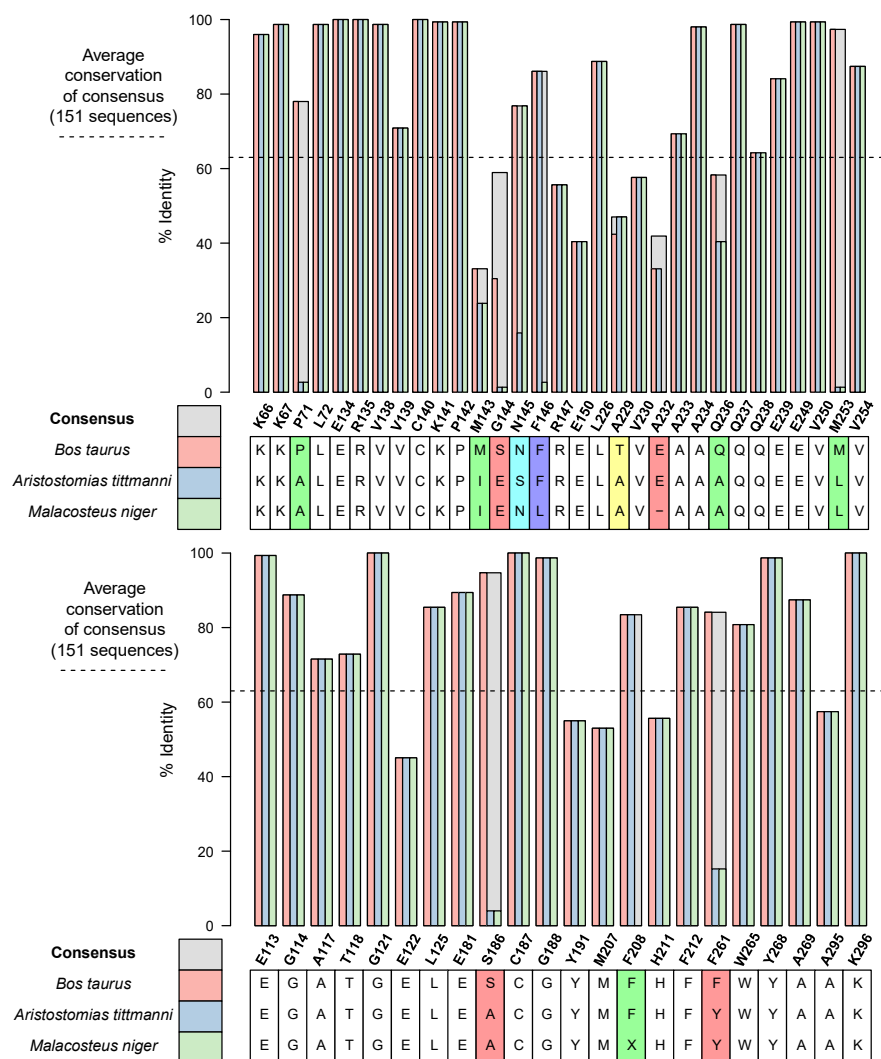 100
80
60
40
20
0
% Identity
Average
conservation
of consensus
(151 sequences)
K66 K67 P71 L72 E134 R135 V138 V139 C140 K141 P142 M143 G144 N145 F146 R147 E150 L226 A229 V230 A232 A233 A234 Q236 Q237 Q238 E239 E249 V250 M253 V254
Consensus
Bos taurus K K P L E R V V C K P M S N F R E L T V E A A Q Q Q E E V M V
Aristostomias tittmanni K K A L E R V V C K P I E S F R E L A V E A A A Q Q E E V L V
Malacosteus niger K K A L E R V V C K P I E N L R E L A V – A A A Q Q E E V L V
100
80
60
40
20
0
% Identity
Average
conservation
of consensus
(151 sequences)
E113 G114 A117 T118 G121 E122 L125 E181 S186 C187 G188 Y191 M207 F208 H211 F212 F261 W265 Y268 A269 A295 K296
Consensus
Bos taurus E G A T G E L E S C G Y M F H F F W Y A A K
Aristostomias tittmanni E G A T G E L E A C G Y M F H F Y W Y A A K
Malacosteus niger E G A T G E L E A C G Y M X H F Y W Y A A K